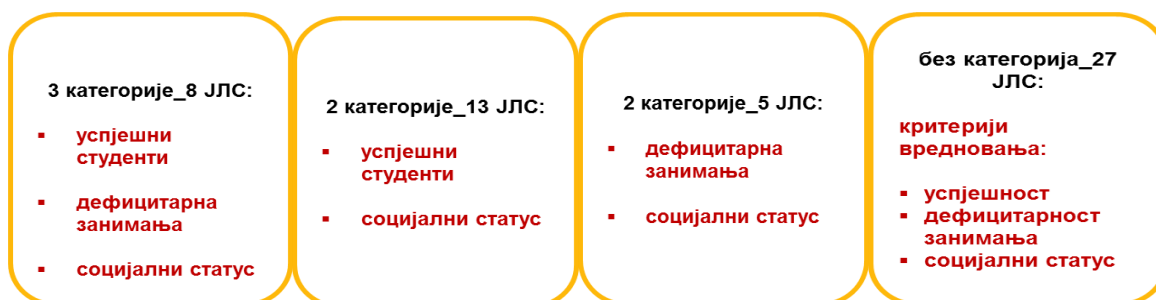 3 категорије_8 ЈЛС:
▪ успјешни
студенти
▪ дефицитарна
занимања
▪ социјални статус
2 категорије_13 ЈЛС:
▪ успјешни
студенти
▪ социјални статус
2 категорије_5 ЈЛС:
▪ дефицитарна
занимања
▪ социјални статус
без категорија_27
ЈЛС:
критерији
вредновања:
▪ успјешност
▪ дефицитарност
занимања
▪ социјални статус